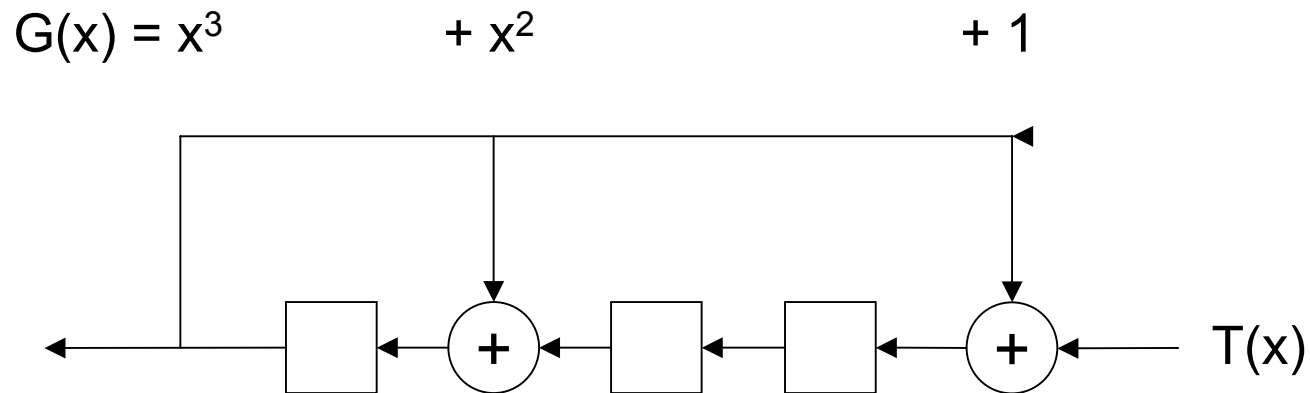 G(x) = x³ + x² + 1
+ + T(x)